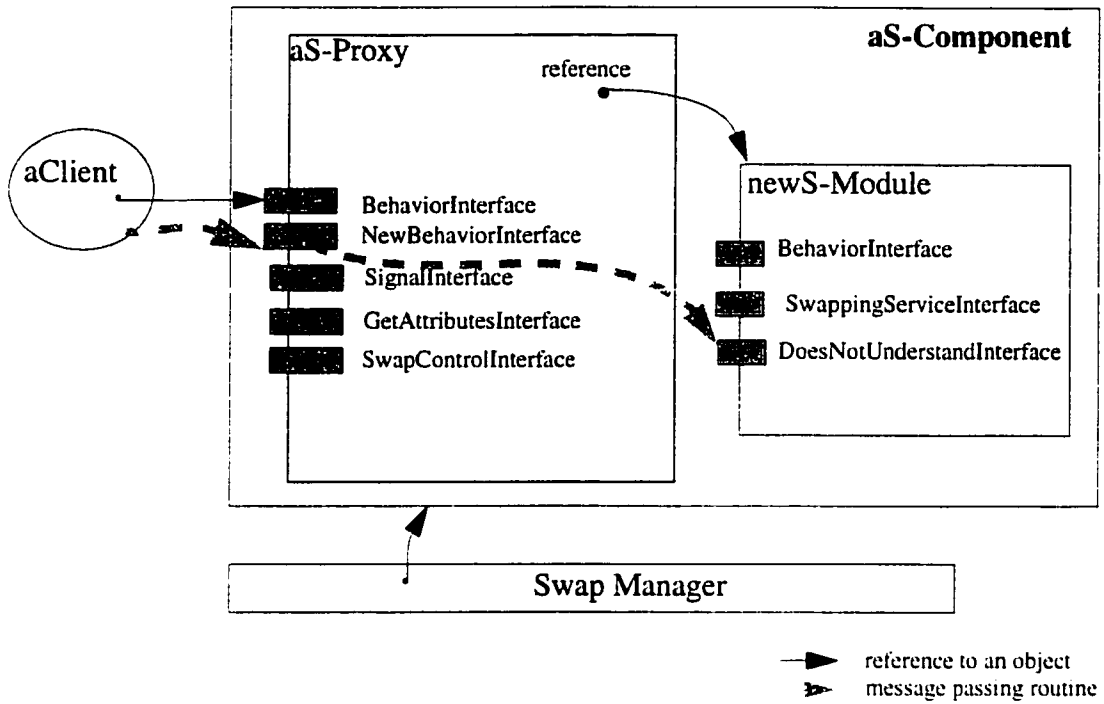 aS-Component
aS-Proxy
reference
aClient
newS-Module
BehaviorInterface
NewBehaviorInterface
SignalInterface
GetAttributesInterface
SwapControlInterface
BehaviorInterface
SwappingServiceInterface
DoesNotUnderstandInterface
Swap Manager
reference to an object
message passing routine